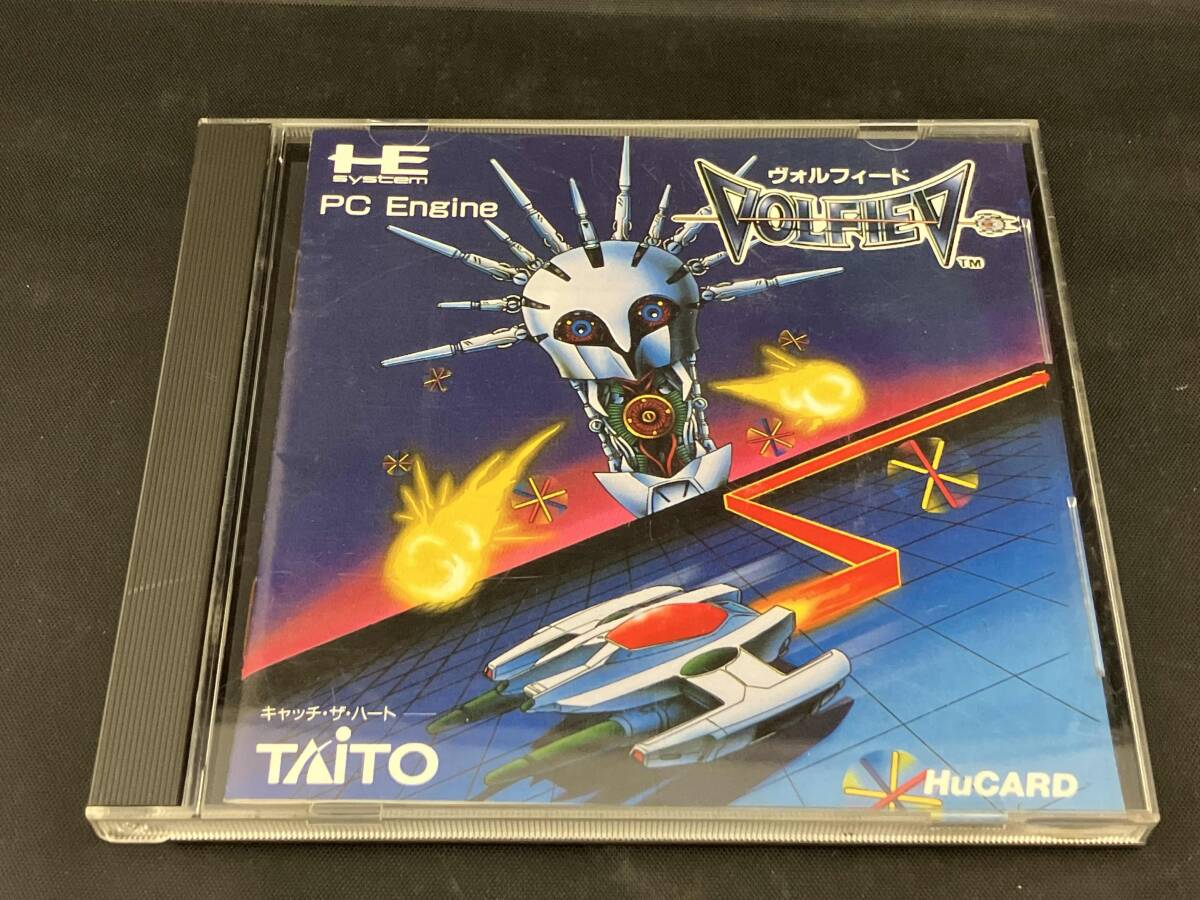 HE
system
PC Engine
ヴォルフィード
VOLFIED
TM
キャッチ・ザ・ハート
TAITO
HuCARD